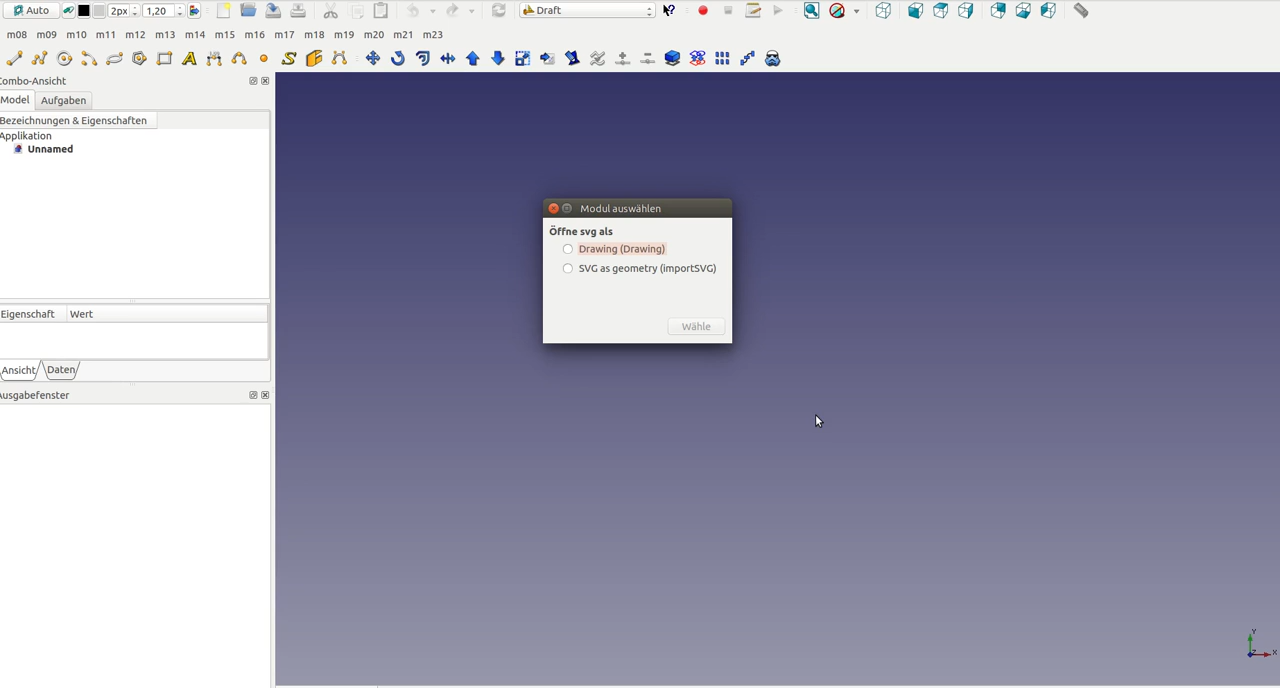 Auto 2px 1,20 Draft
m08 m09 m10 m11 m12 m13 m14 m15 m16 m17 m18 m19 m20 m21 m23
Combo-Ansicht
Model Aufgaben
Bezeichnungen & Eigenschaften
Applikation
Unnamed
Modul auswählen
Öffne svg als
Drawing (Drawing)
SVG as geometry (importSVG)
Wähle
Eigenschaft Wert
Ansicht Daten
Ausgabefenster
Y
Z X